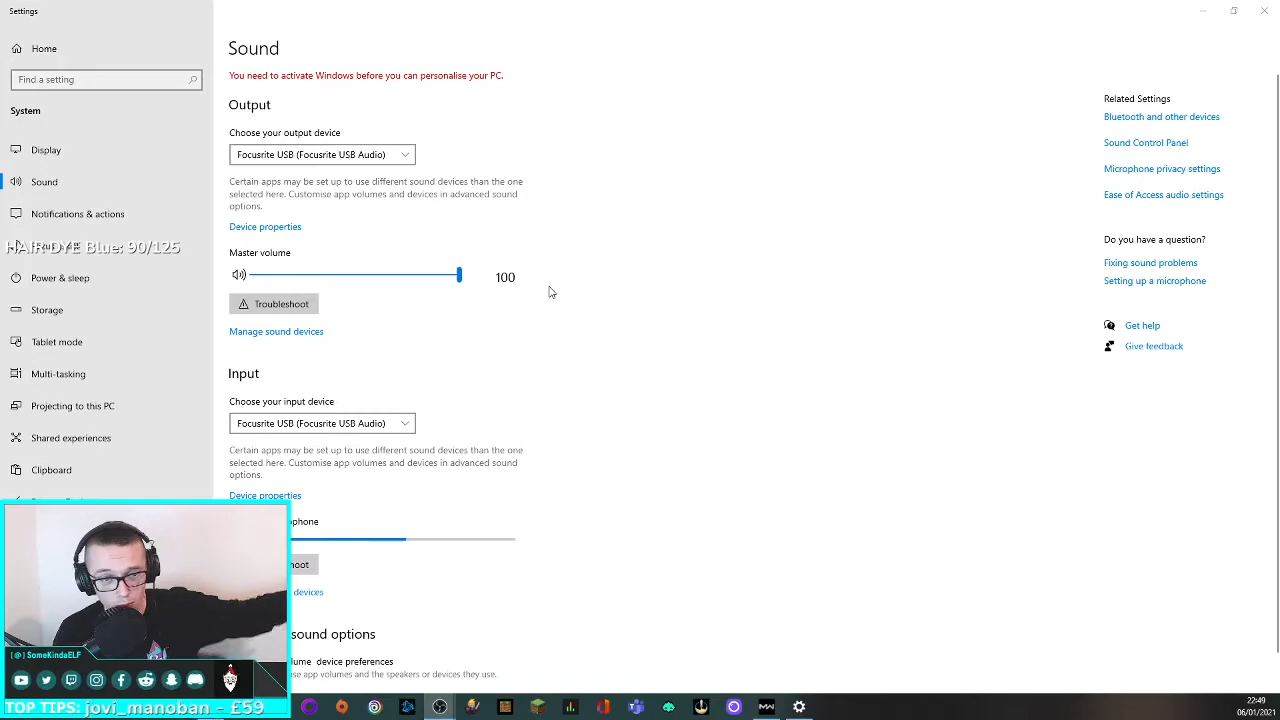 Settings
Home
Find a setting
System
Display
Sound
Notifications & actions
HAIR DYE Blue: 90/125
Power & sleep
Storage
Tablet mode
Multi-tasking
Projecting to this PC
Shared experiences
Clipboard
Sound
You need to activate Windows before you can personalise your PC.
Output
Choose your output device
Focusrite USB (Focusrite USB Audio)
Certain apps may be set up to use different sound devices than the one
selected here. Customise app volumes and devices in advanced sound
options.
Device properties
Master volume
100
Troubleshoot
Manage sound devices
Input
Choose your input device
Focusrite USB (Focusrite USB Audio)
Certain apps may be set up to use different sound devices than the one
selected here. Customise app volumes and devices in advanced sound
options.
Device properties
phone
hoot
devices
sound options
lume device preferences
se app volumes and the speakers or devices they use.
Related Settings
Bluetooth and other devices
Sound Control Panel
Microphone privacy settings
Ease of Access audio settings
Do you have a question?
Fixing sound problems
Setting up a microphone
Get help
Give feedback
[@] SomeKindaELF
TOP TIPS: jovi_manoban - £59
MW
22:49
06/01/2021